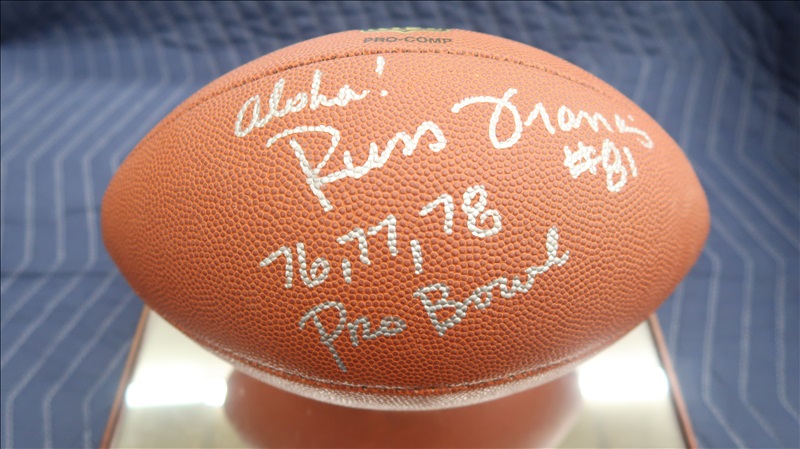 PRO-COMP
Aloha!
Russ Francis
#81
76, 77, 78
Pro Bowl